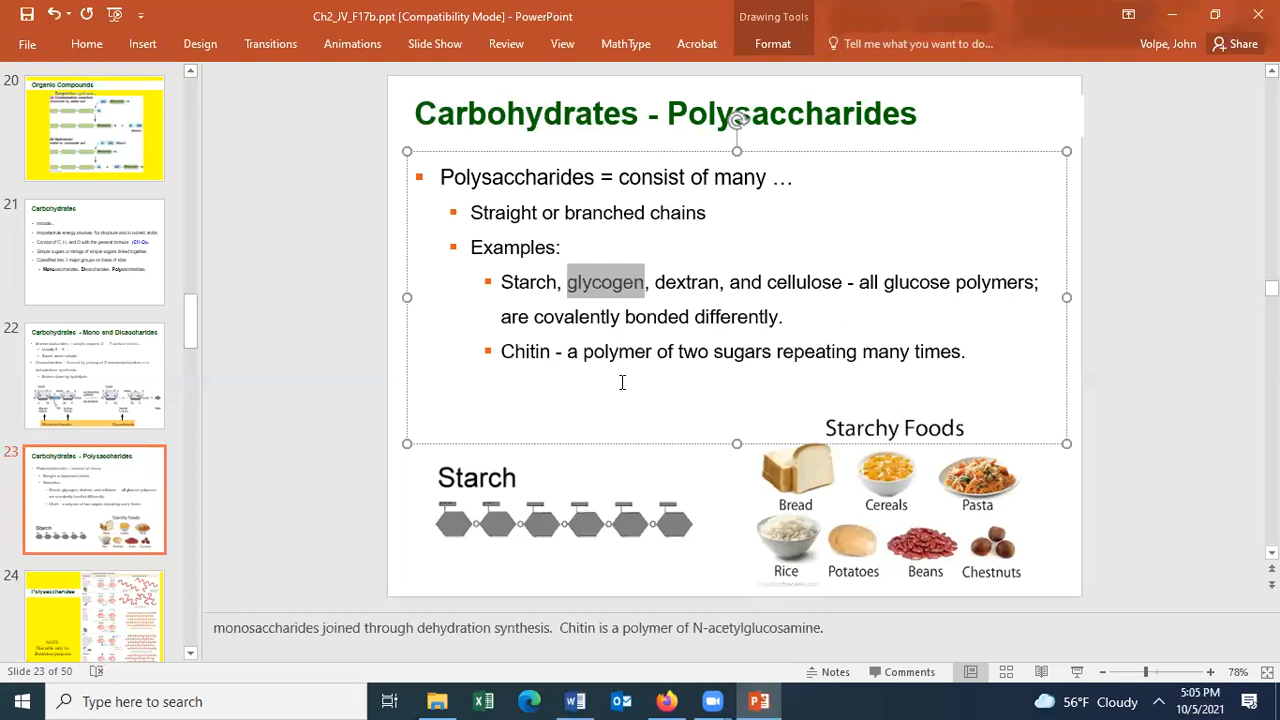 Ch2_JV_F17b.ppt [Compatibility Mode] - PowerPoint
Drawing Tools
File Home Insert Design Transitions Animations Slide Show Review View MathType Acrobat Format Tell me what you want to do... Volpe, John Share
20
Organic Compounds
21
Carbohydrates
22
Carbohydrates - Mono and Disaccharides
23
Carbohydrates - Polysaccharides
Starch
Starchy Foods
24
Polysaccharides
NOTE
Carbohydrates - Polysaccharides
Polysaccharides = consist of many …
Straight or branched chains
Examples:
Starch, glycogen, dextran, and cellulose - all glucose polymers;
are covalently bonded differently.
Chitin - a polymer of two sugars repeating many times.
Starchy Foods
Starch
Bread Cereals Pasta
Rice Potatoes Beans Chestnuts
monosaccharides joined through dehydration synthesis
is a polymer of N-acetylglucosa
Slide 23 of 50
Notes Comments 78%
Type here to search
56°F Cloudy
5:05 PM
10/5/2021